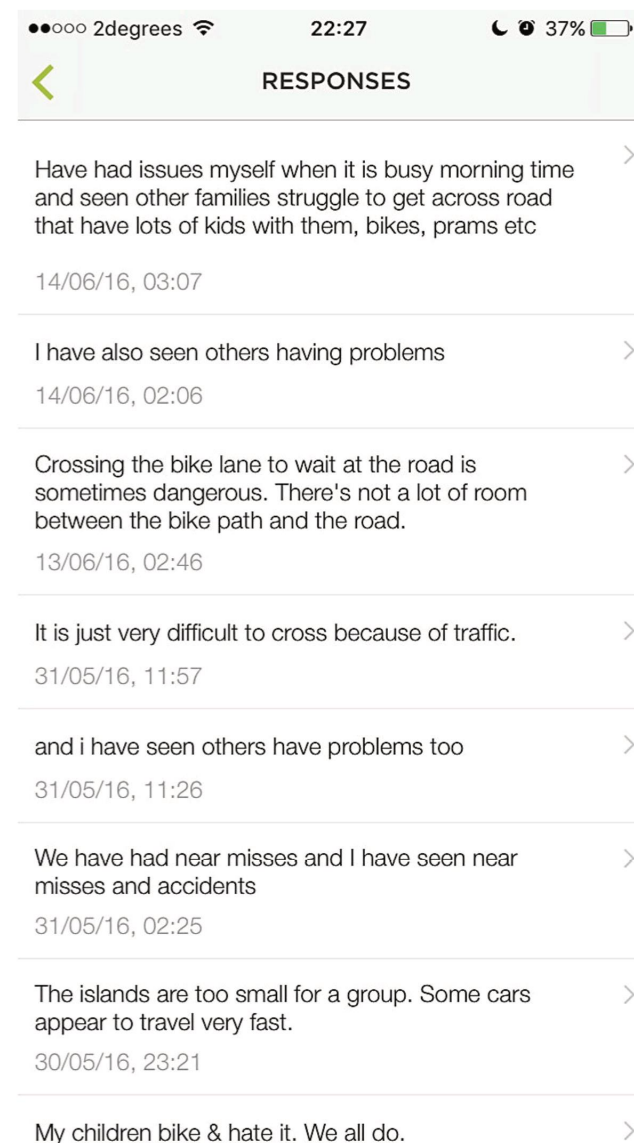 2degrees 22:27 37%
RESPONSES
Have had issues myself when it is busy morning time
and seen other families struggle to get across road
that have lots of kids with them, bikes, prams etc
14/06/16, 03:07
I have also seen others having problems
14/06/16, 02:06
Crossing the bike lane to wait at the road is
sometimes dangerous. There's not a lot of room
between the bike path and the road.
13/06/16, 02:46
It is just very difficult to cross because of traffic.
31/05/16, 11:57
and i have seen others have problems too
31/05/16, 11:26
We have had near misses and I have seen near
misses and accidents
31/05/16, 02:25
The islands are too small for a group. Some cars
appear to travel very fast.
30/05/16, 23:21
My children bike & hate it. We all do.